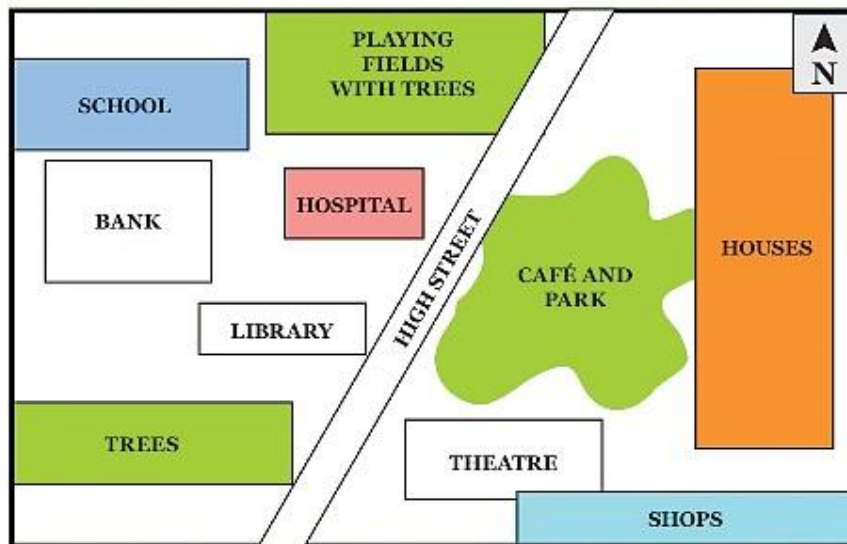 PLAYING
FIELDS
WITH TREES
N
SCHOOL
BANK
HOSPITAL
HIGH STREET
CAFÉ AND
PARK
HOUSES
LIBRARY
TREES
THEATRE
SHOPS